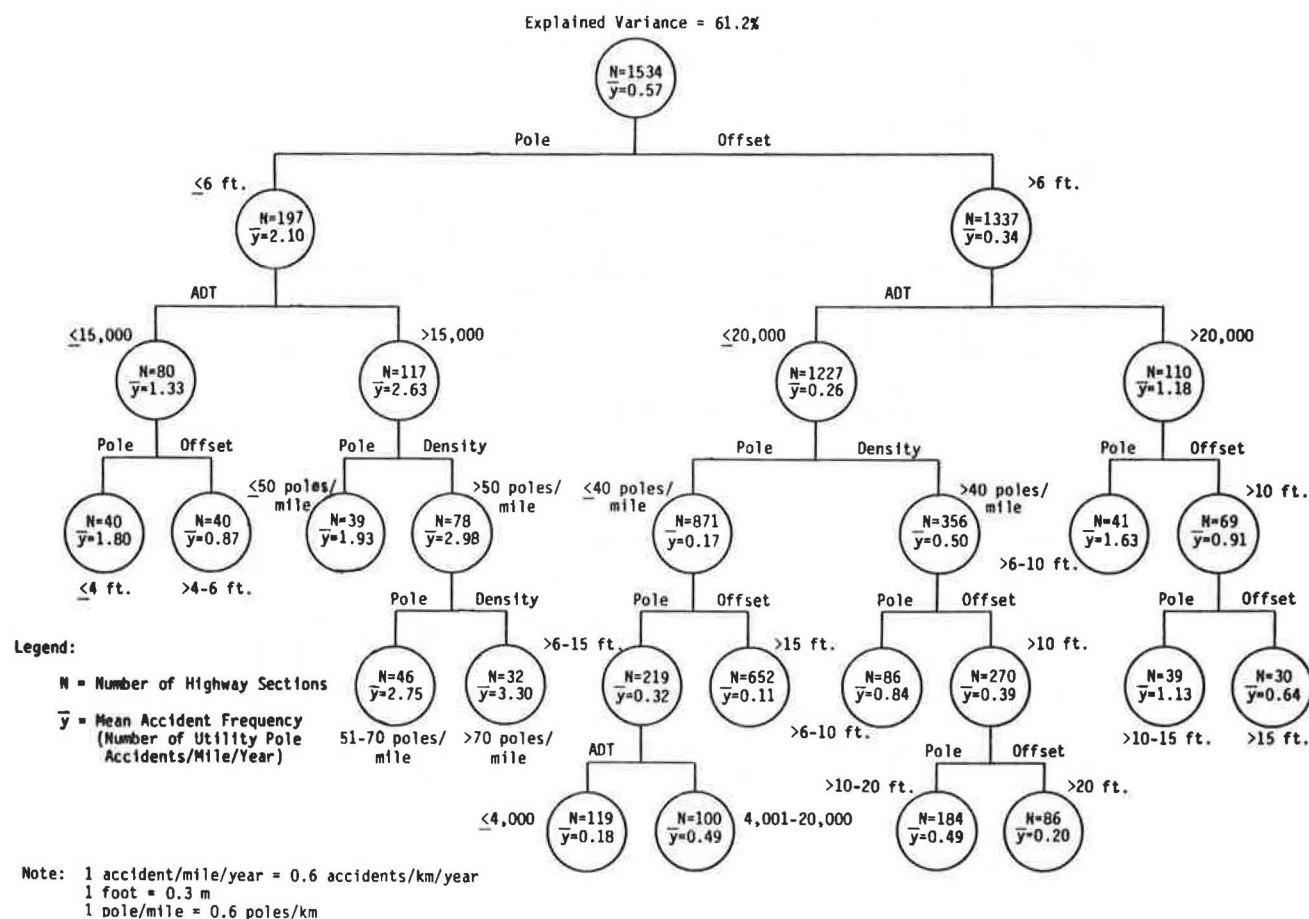 Explained Variance = 61.2%
N=1534
y̅=0.57
Pole Offset
≤6 ft. >6 ft.
N=197 N=1337
y̅=2.10 y̅=0.34
ADT ADT
≤15,000 >15,000 ≤20,000 >20,000
N=80 N=117 N=1227 N=110
y̅=1.33 y̅=2.63 y̅=0.26 y̅=1.18
Pole Offset Pole Density Pole Density Pole Offset
≤50 poles/ mile >50 poles/ mile ≤40 poles/ mile >40 poles/ mile >10 ft.
N=40 N=40 N=39 N=78 N=871 N=356 N=41 N=69
y̅=1.80 y̅=0.87 y̅=1.93 y̅=2.98 y̅=0.17 y̅=0.50 y̅=1.63 y̅=0.91
≤4 ft. >4-6 ft. >6-10 ft.
Pole Density Pole Offset Pole Offset Pole Offset
>6-15 ft. >15 ft. >10 ft.
N=46 N=32 N=219 N=652 N=86 N=270 N=39 N=30
y̅=2.75 y̅=3.30 y̅=0.32 y̅=0.11 y̅=0.84 y̅=0.39 y̅=1.13 y̅=0.64
51-70 poles/ mile >70 poles/ mile >6-10 ft. >10-15 ft. >15 ft.
ADT Pole Offset
≤4,000 4,001-20,000 >10-20 ft. >20 ft.
N=119 N=100 N=184 N=86
y̅=0.18 y̅=0.49 y̅=0.49 y̅=0.20
Legend:
N = Number of Highway Sections
y̅ = Mean Accident Frequency
(Number of Utility Pole
Accidents/Mile/Year)
Note: 1 accident/mile/year = 0.6 accidents/km/year
1 foot = 0.3 m
1 pole/mile = 0.6 poles/km